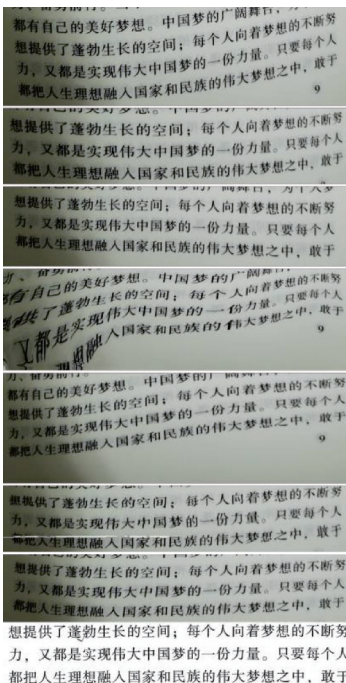 都有自己的美好梦想。中国梦的广阔舞台，为
想提供了蓬勃生长的空间；每个人向着梦想的不断努
力，又都是实现伟大中国梦的一份力量。只要每个人
都把人生理想融入国家和民族的伟大梦想之中，敢于
9
想提供了蓬勃生长的空间；每个人向着梦想的不断努
力，又都是实现伟大中国梦的一份力量。只要每个人
都把人生理想融入国家和民族的伟大梦想之中，敢于
9
想提供了蓬勃生长的空间；每个人向着梦想的不断努
力，又都是实现伟大中国梦的一份力量。只要每个人
都把人生理想融入国家和民族的伟大梦想之中，敢于
都有自己的美好梦想。中国梦的广阔舞台
想提供了蓬勃生长的空间；每个人向着梦想的不断努
又都是实现伟大中国梦的一份力量。只要每个人
融入国家和民族的伟大梦想之中，敢于
9
都有自己的美好梦想。中国梦的
想提供了蓬勃生长的空间；每个人向着梦想的不断努
力，又都是实现伟大中国梦的一份力量。只要每个人
都把人生理想融入国家和民族的伟大梦想之中，敢于
9
想提供了蓬勃生长的空间；每个人向着梦想的不断努
力，又都是实现伟大中国梦的一份力量。只要每个人
都把人生理想融入国家和民族的伟大梦想之中，敢于
想提供了蓬勃生长的空间；每个人向着梦想的不断努
力，又都是实现伟大中国梦的一份力量。只要每个人
都把人生理想融入国家和民族的伟大梦想之中，敢于
想提供了蓬勃生长的空间；每个人向着梦想的不断努
力，又都是实现伟大中国梦的一份力量。只要每个人
都把人生理想融入国家和民族的伟大梦想之中，敢于